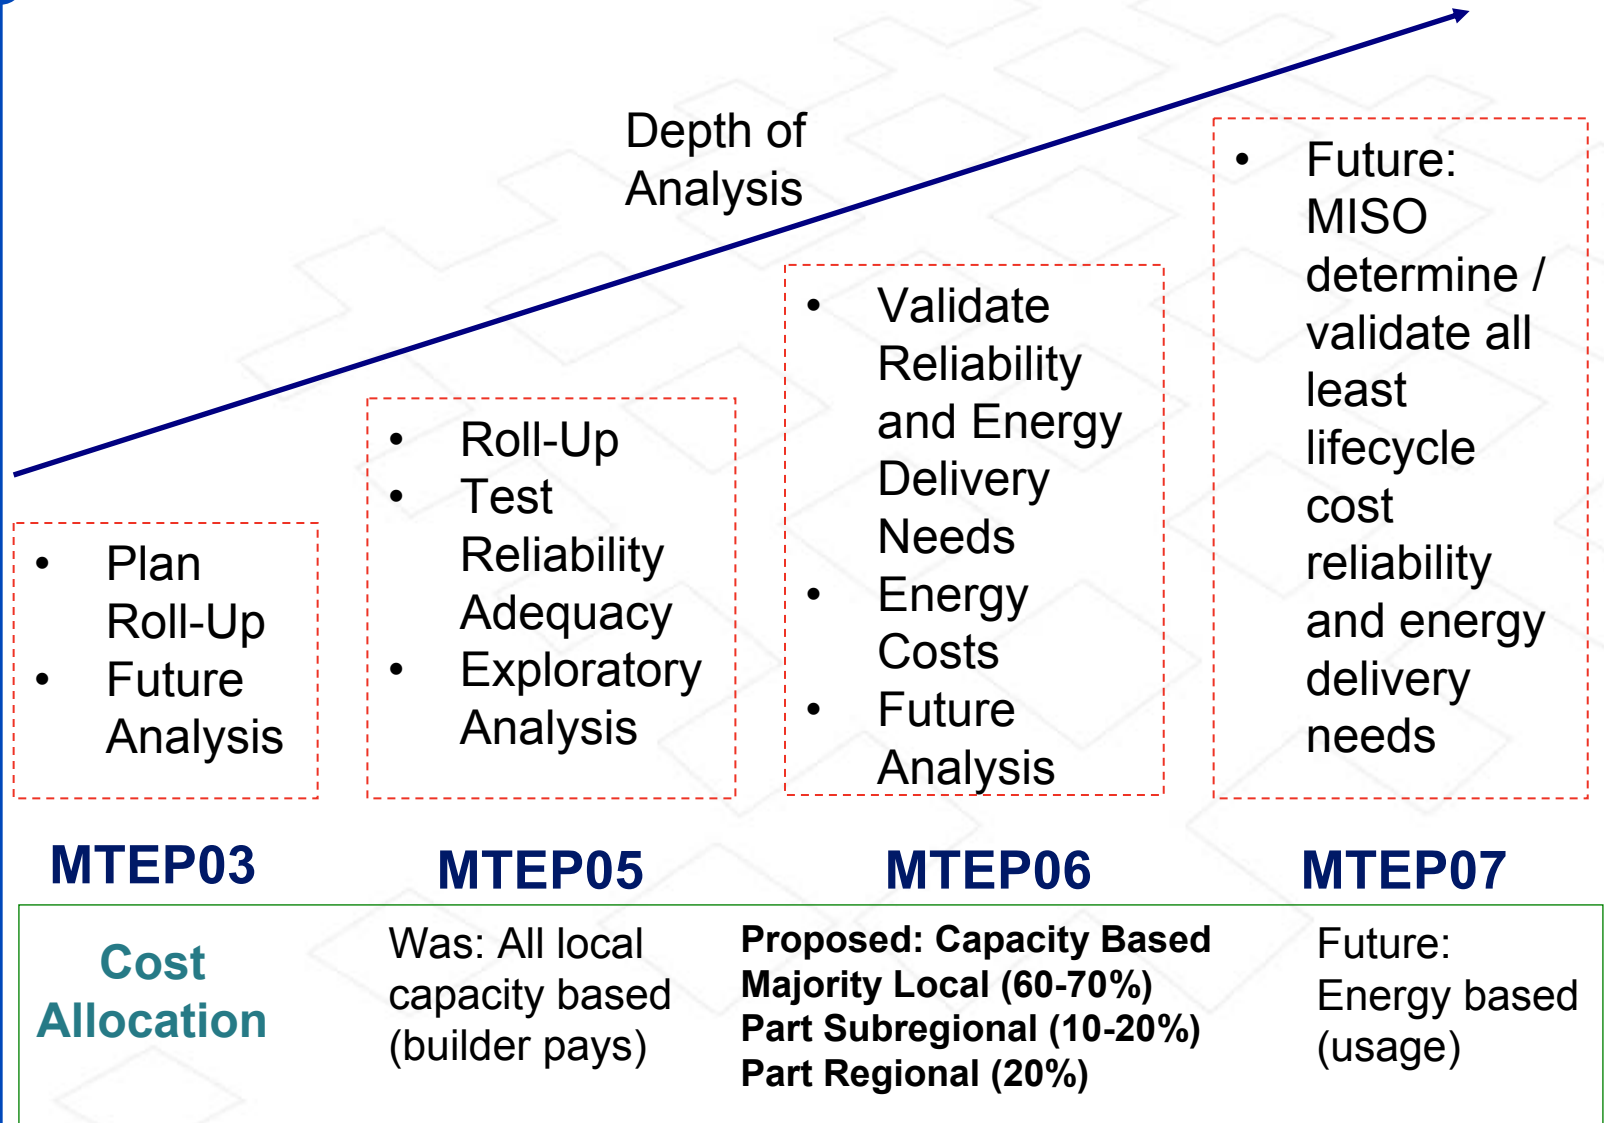 Depth of
Analysis
• Plan
Roll-Up
• Future
Analysis
• Roll-Up
• Test
Reliability
Adequacy
• Exploratory
Analysis
• Validate
Reliability
and Energy
Delivery
Needs
• Energy
Costs
• Future
Analysis
• Future:
MISO
determine /
validate all
least
lifecycle
cost
reliability
and energy
delivery
needs
MTEP03
MTEP05
MTEP06
MTEP07
Cost
Allocation
Was: All local
capacity based
(builder pays)
Proposed: Capacity Based
Majority Local (60-70%)
Part Subregional (10-20%)
Part Regional (20%)
Future:
Energy based
(usage)